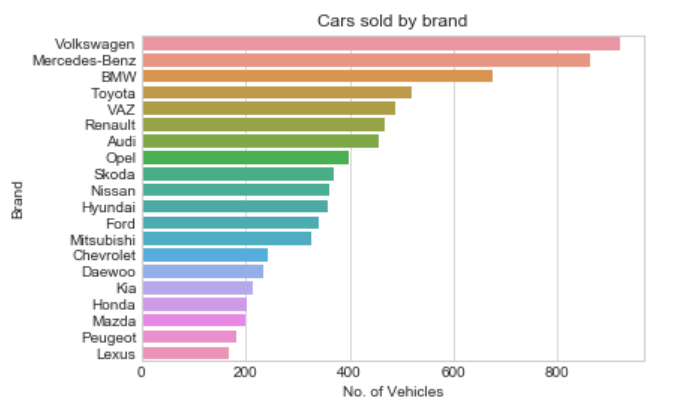 Cars sold by brand
Volkswagen
Mercedes-Benz
BMW
Toyota
VAZ
Renault
Audi
Opel
Skoda
Nissan
Hyundai
Ford
Mitsubishi
Chevrolet
Daewoo
Kia
Honda
Mazda
Peugeot
Lexus
Brand
0 200 400 600 800
No. of Vehicles